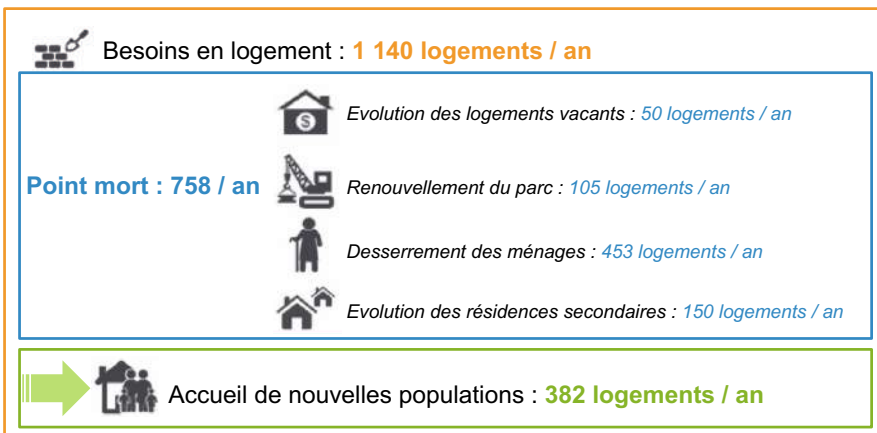 Besoins en logement : 1 140 logements / an
Evolution des logements vacants : 50 logements / an
Point mort : 758 / an
Renouvellement du parc : 105 logements / an
Desserrement des ménages : 453 logements / an
Evolution des résidences secondaires : 150 logements / an
Accueil de nouvelles populations : 382 logements / an